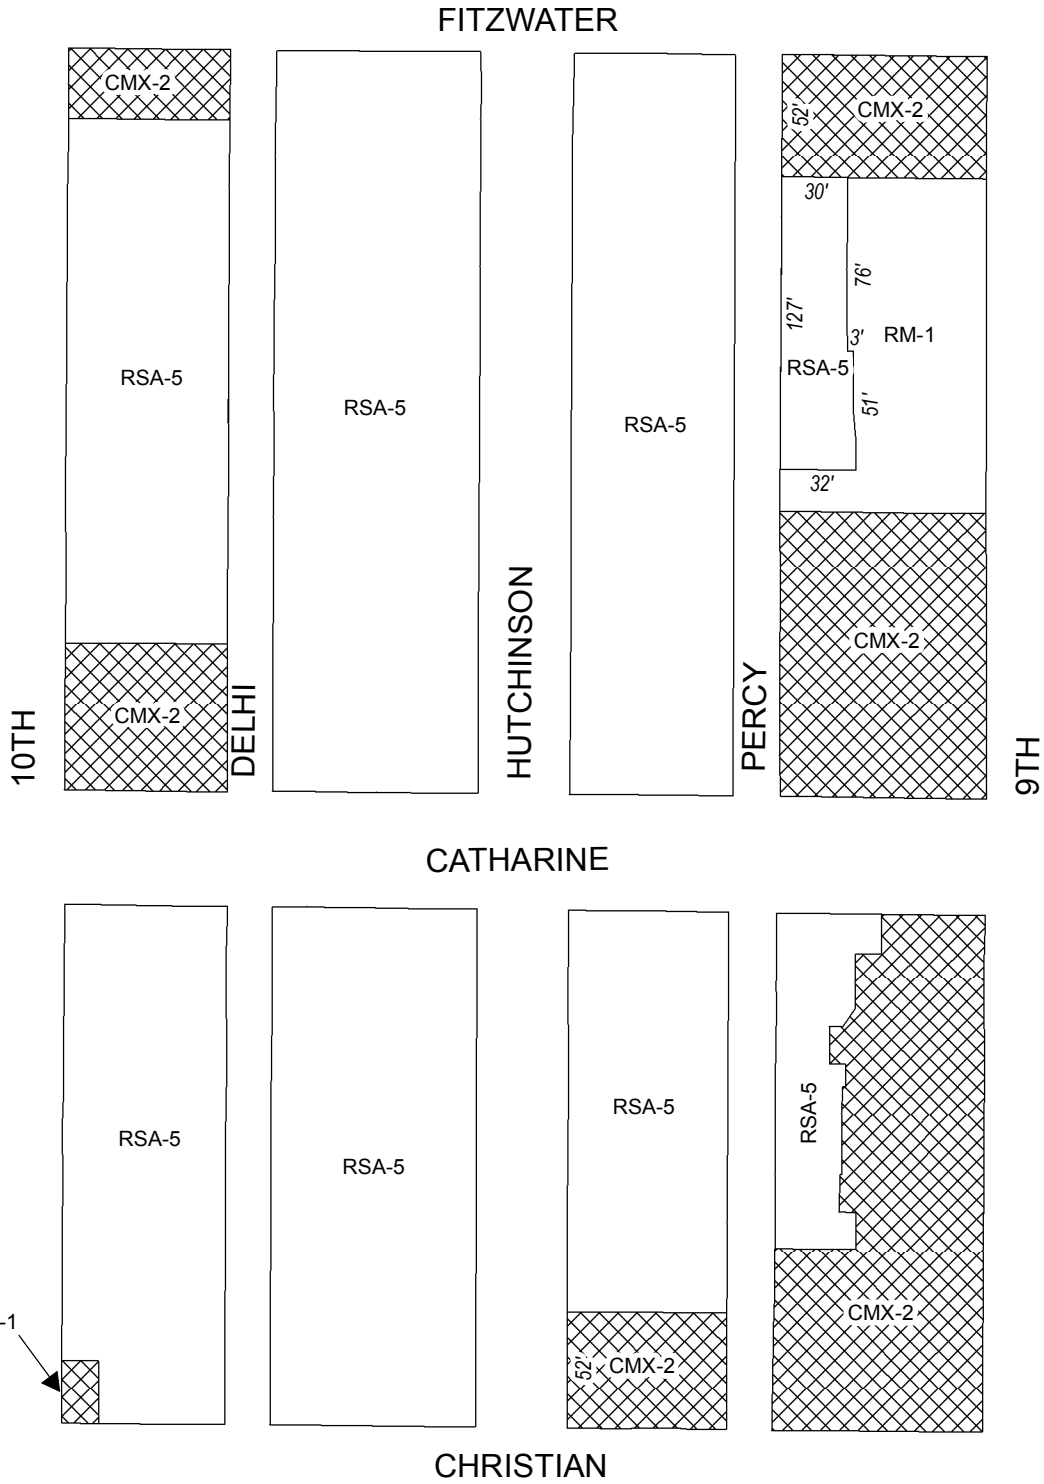 FITZWATER
CMX-2
CMX-2
52'
30'
76'
127'
3'
RM-1
RSA-5
RSA-5
RSA-5
RSA-5
51'
32'
CMX-2
CMX-2
10TH
DELHI
HUTCHINSON
PERCY
9TH
CATHARINE
RSA-5
RSA-5
RSA-5
RSA-5
-1
52'
CMX-2
CMX-2
CHRISTIAN